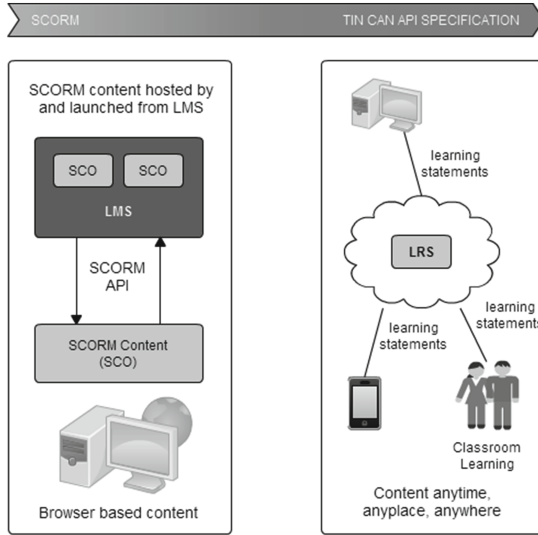 SCORM
TIN CAN API SPECIFICATION
SCORM content hosted by
and launched from LMS
SCO
SCO
LMS
SCORM
API
SCORM Content
(SCO)
Browser based content
learning
statements
LRS
learning
statements
learning
statements
Classroom
Learning
Content anytime,
anyplace, anywhere